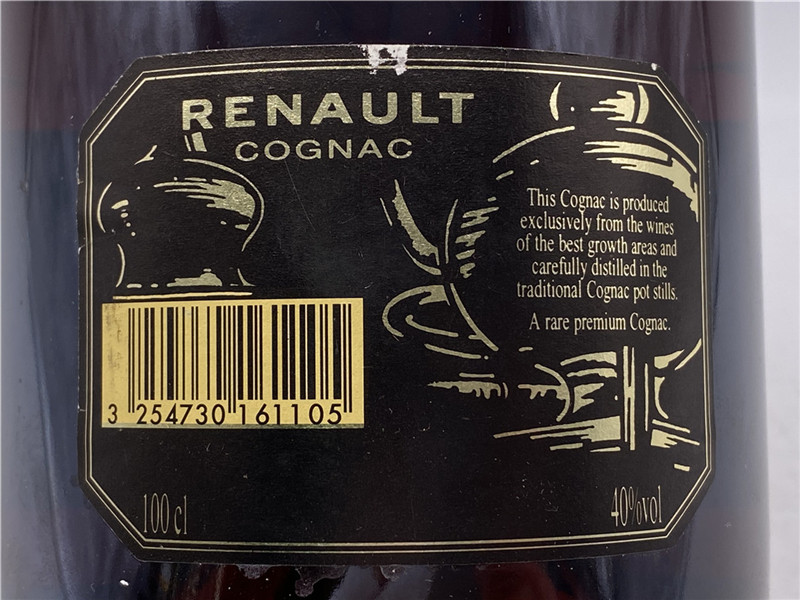 RENAULT
COGNAC
This Cognac is produced
exclusively from the wines
of the best growth areas and
carefully distilled in the
traditional Cognac pot stills.
A rare premium Cognac.
3 254730 161105
100 cl
40%vol